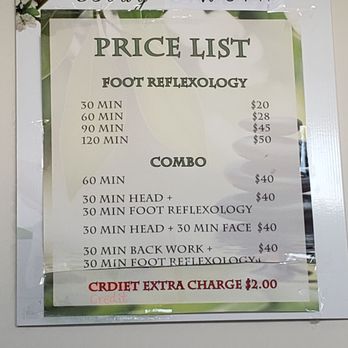 PRICE LIST
FOOT REFLEXOLOGY
30 MIN $20
60 MIN $28
90 MIN $45
120 MIN $50
COMBO
60 MIN $40
30 MIN HEAD + $40
30 MIN FOOT REFLEXOLOGY
30 MIN HEAD + 30 MIN FACE $40
30 MIN BACK WORK + $40
30 MIN FOOT REFLEXOLOGY
CRDIET EXTRA CHARGE $2.00
Credit